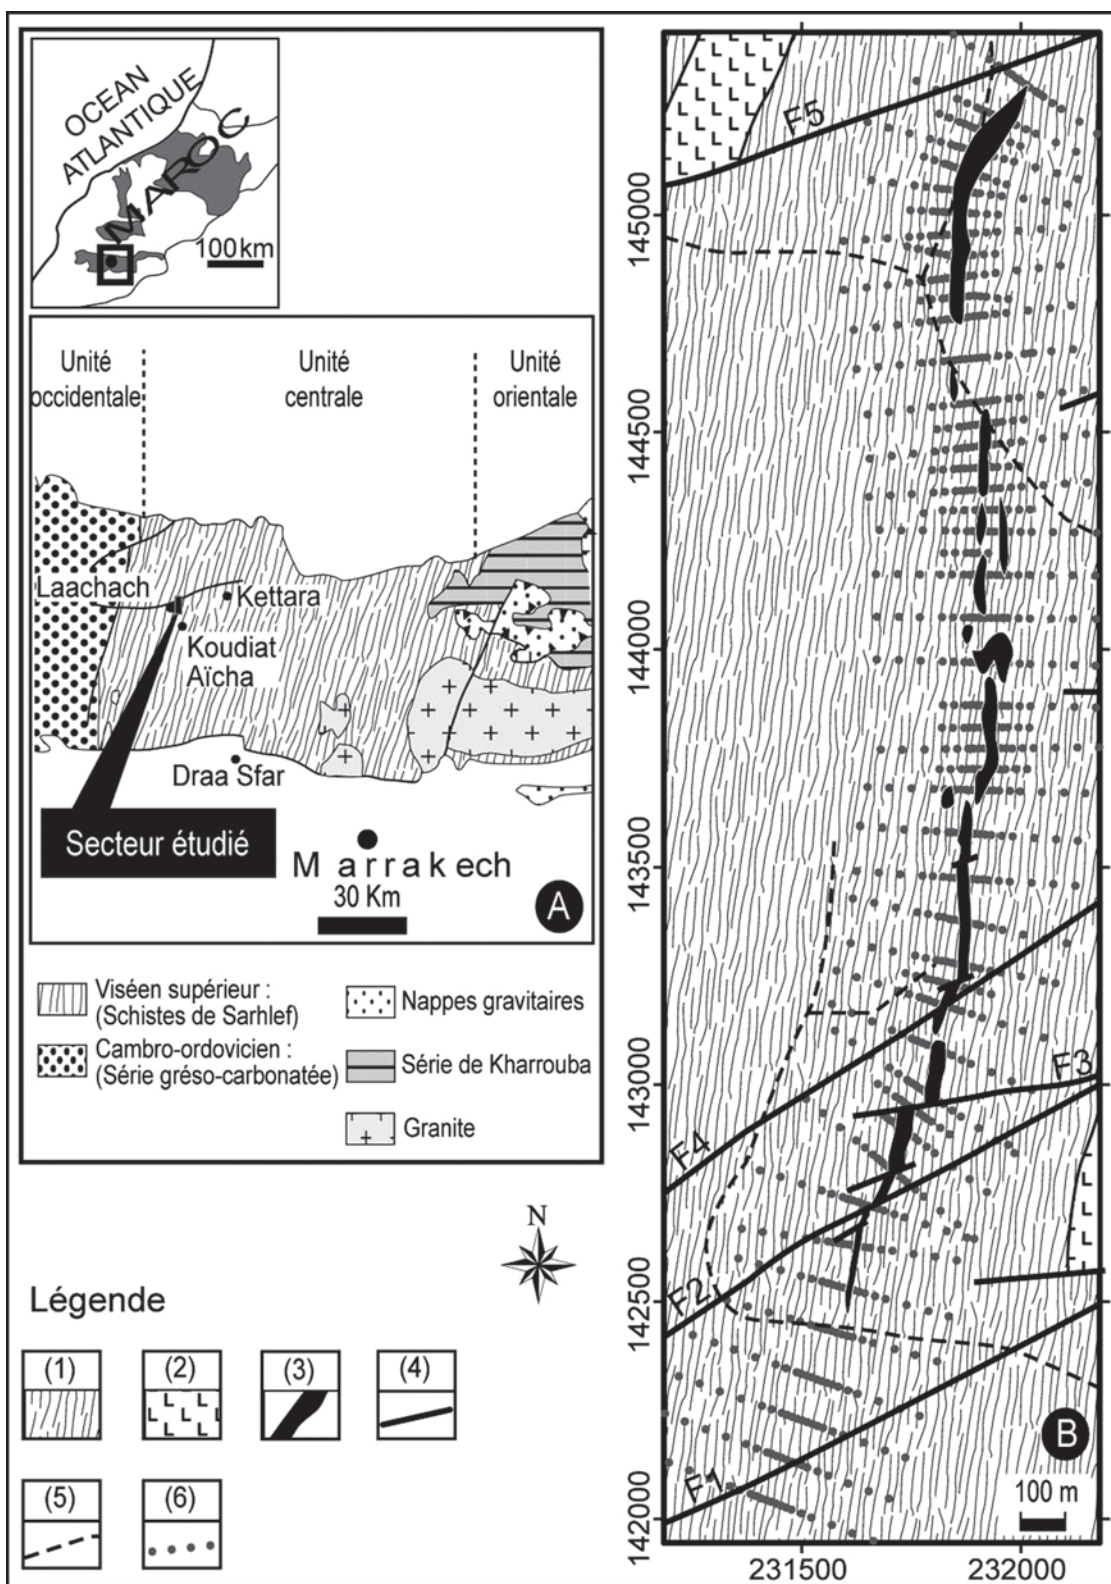 OCEAN
ATLANTIQUE
MAROC
100 km
Unité
occidentale
Unité
centrale
Unité
orientale
Laachach
Kettara
Koudiat
Aïcha
Draa Sfar
Secteur étudié
Marrakech
30 Km
A
Viséen supérieur :
(Schistes de Sarhlef)
Cambro-ordovicien :
(Série gréso-carbonatée)
Nappes gravitaires
Série de Kharrouba
Granite
N
Légende
(1)
(2)
(3)
(4)
(5)
(6)
145000
144500
144000
143500
143000
142500
142000
F5
F3
F4
F2
F1
B
100 m
231500
232000